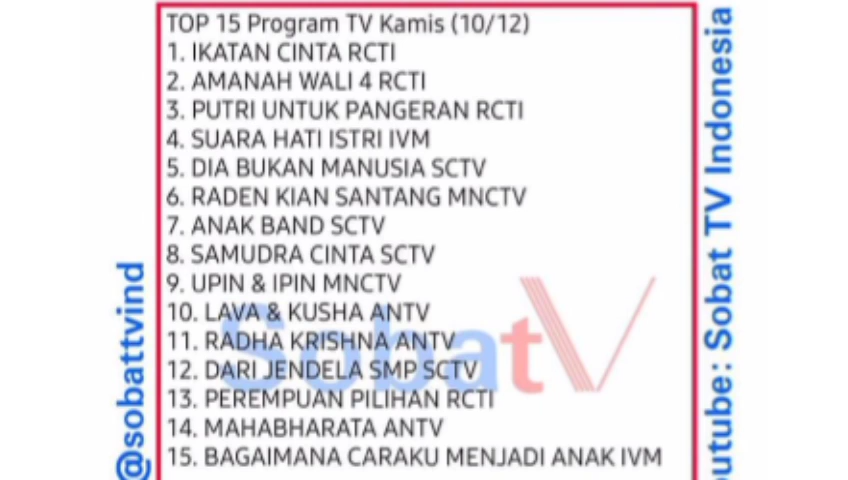 TOP 15 Program TV Kamis (10/12)
1. IKATAN CINTA RCTI
2. AMANAH WALI 4 RCTI
3. PUTRI UNTUK PANGERAN RCTI
4. SUARA HATI ISTRI IVM
5. DIA BUKAN MANUSIA SCTV
6. RADEN KIAN SANTANG MNCTV
7. ANAK BAND SCTV
8. SAMUDRA CINTA SCTV
9. UPIN & IPIN MNCTV
10. LAVA & KUSHA ANTV
11. RADHA KRISHNA ANTV
12. DARI JENDELA SMP SCTV
13. PEREMPUAN PILIHAN RCTI
14. MAHABHARATA ANTV
15. BAGAIMANA CARAKU MENJADI ANAK IVM
@sobattvind
outube: Sobat TV Indonesia
Sobat V